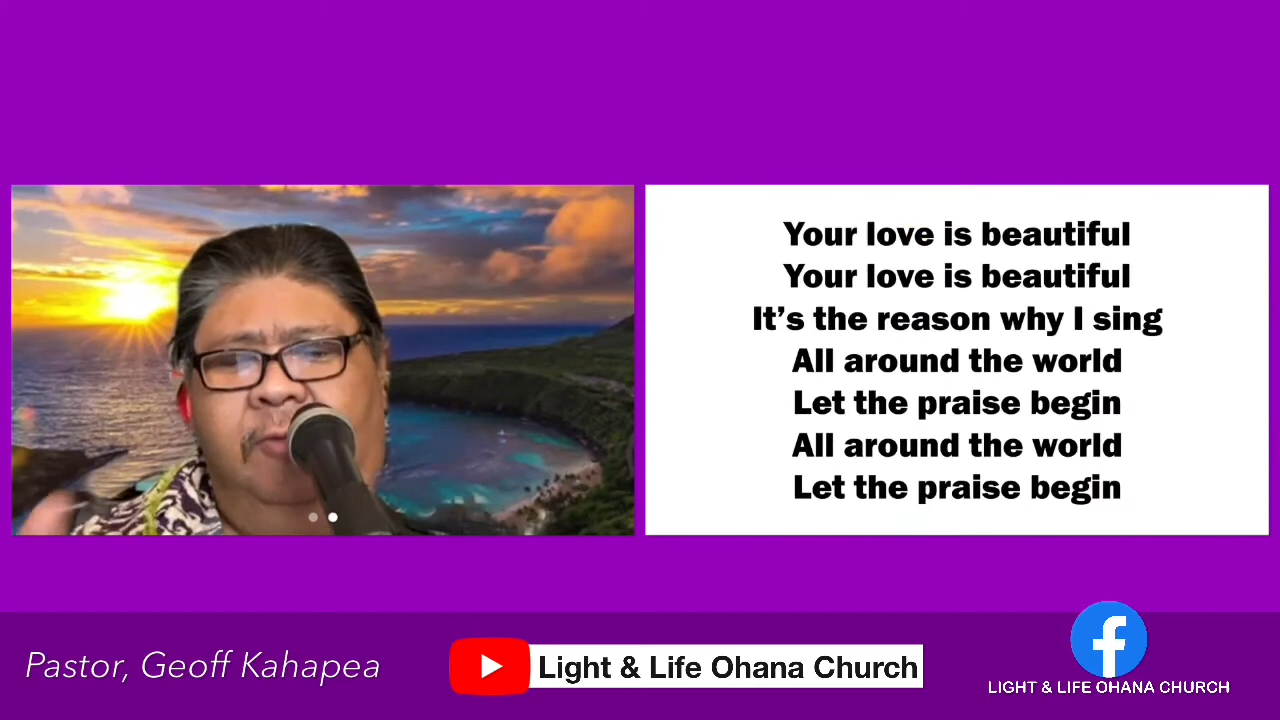 Your love is beautiful
Your love is beautiful
It's the reason why I sing
All around the world
Let the praise begin
All around the world
Let the praise begin
Pastor, Geoff Kahapea
Light & Life Ohana Church
LIGHT & LIFE OHANA CHURCH